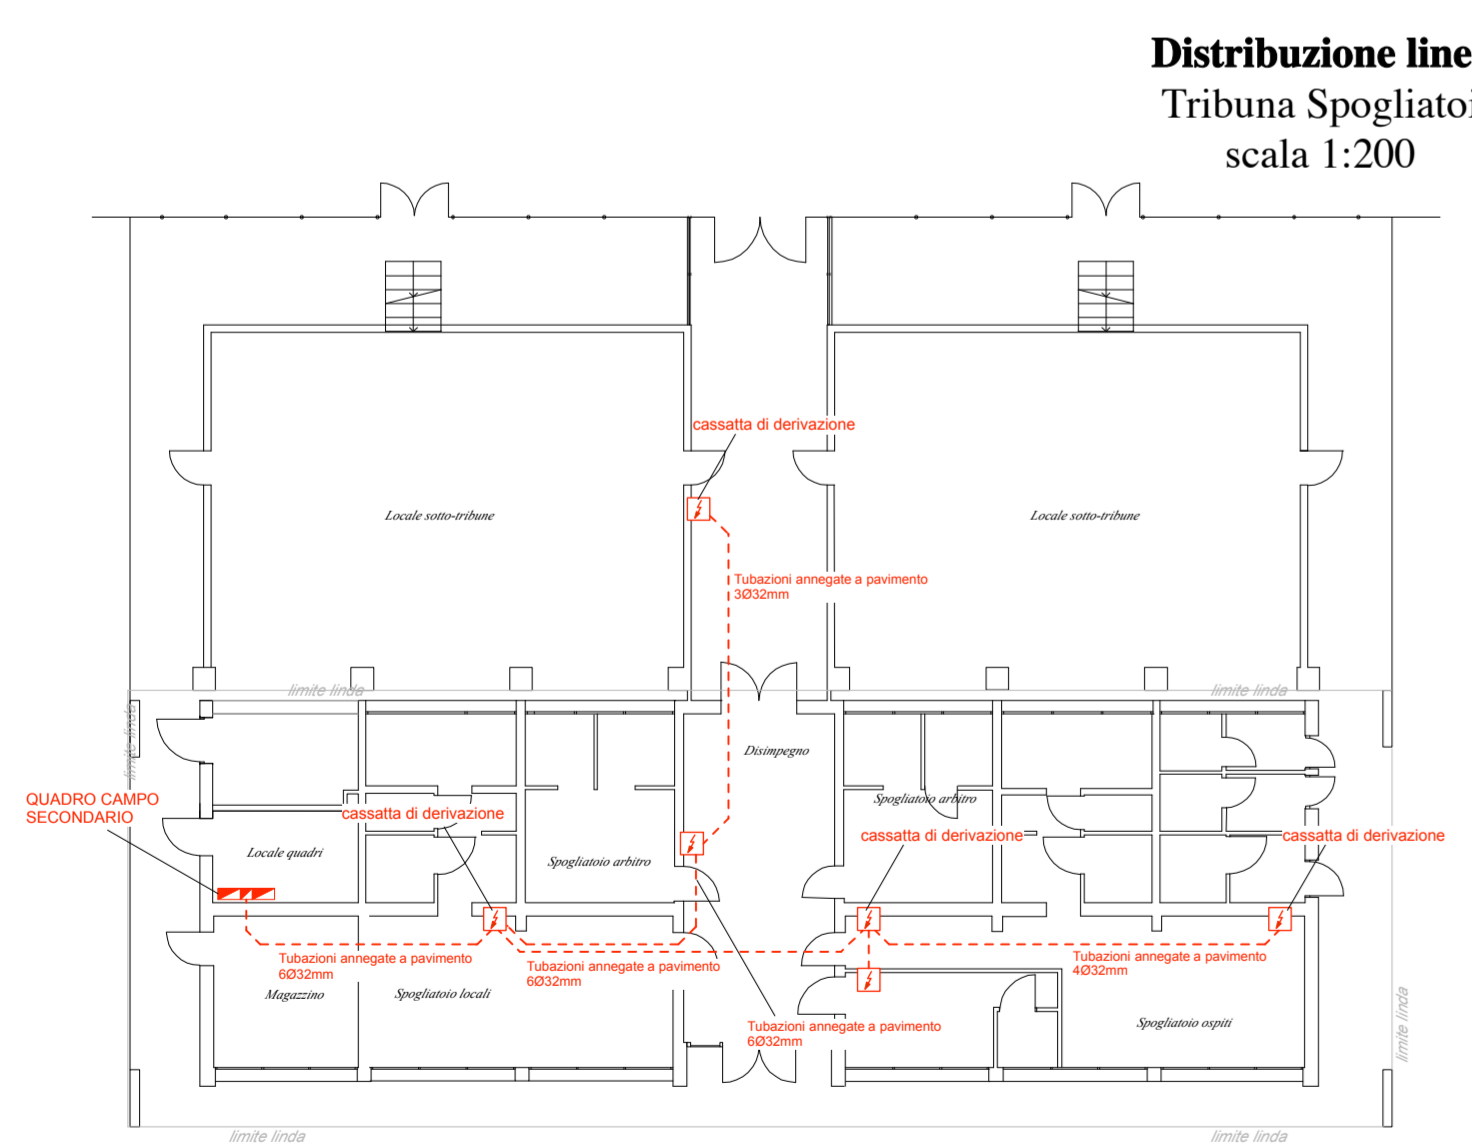 Distribuzione line
Tribuna Spogliatoi
scala 1:200
cassatta di derivazione
Locale sotto-tribune
Locale sotto-tribune
Tubazioni annegate a pavimento
3Ø32mm
limite linda
limite linda
limite linda
Disimpegno
QUADRO CAMPO
SECONDARIO
cassatta di derivazione
Spogliatoio arbitro
cassatta di derivazione
cassatta di derivazione
Locale quadri
Spogliatoio arbitro
Tubazioni annegate a pavimento
6Ø32mm
Tubazioni annegate a pavimento
6Ø32mm
Tubazioni annegate a pavimento
4Ø32mm
Magazzino
Spogliatoio locali
Spogliatoio ospiti
Tubazioni annegate a pavimento
6Ø32mm
limite linda
limite linda
limite linda